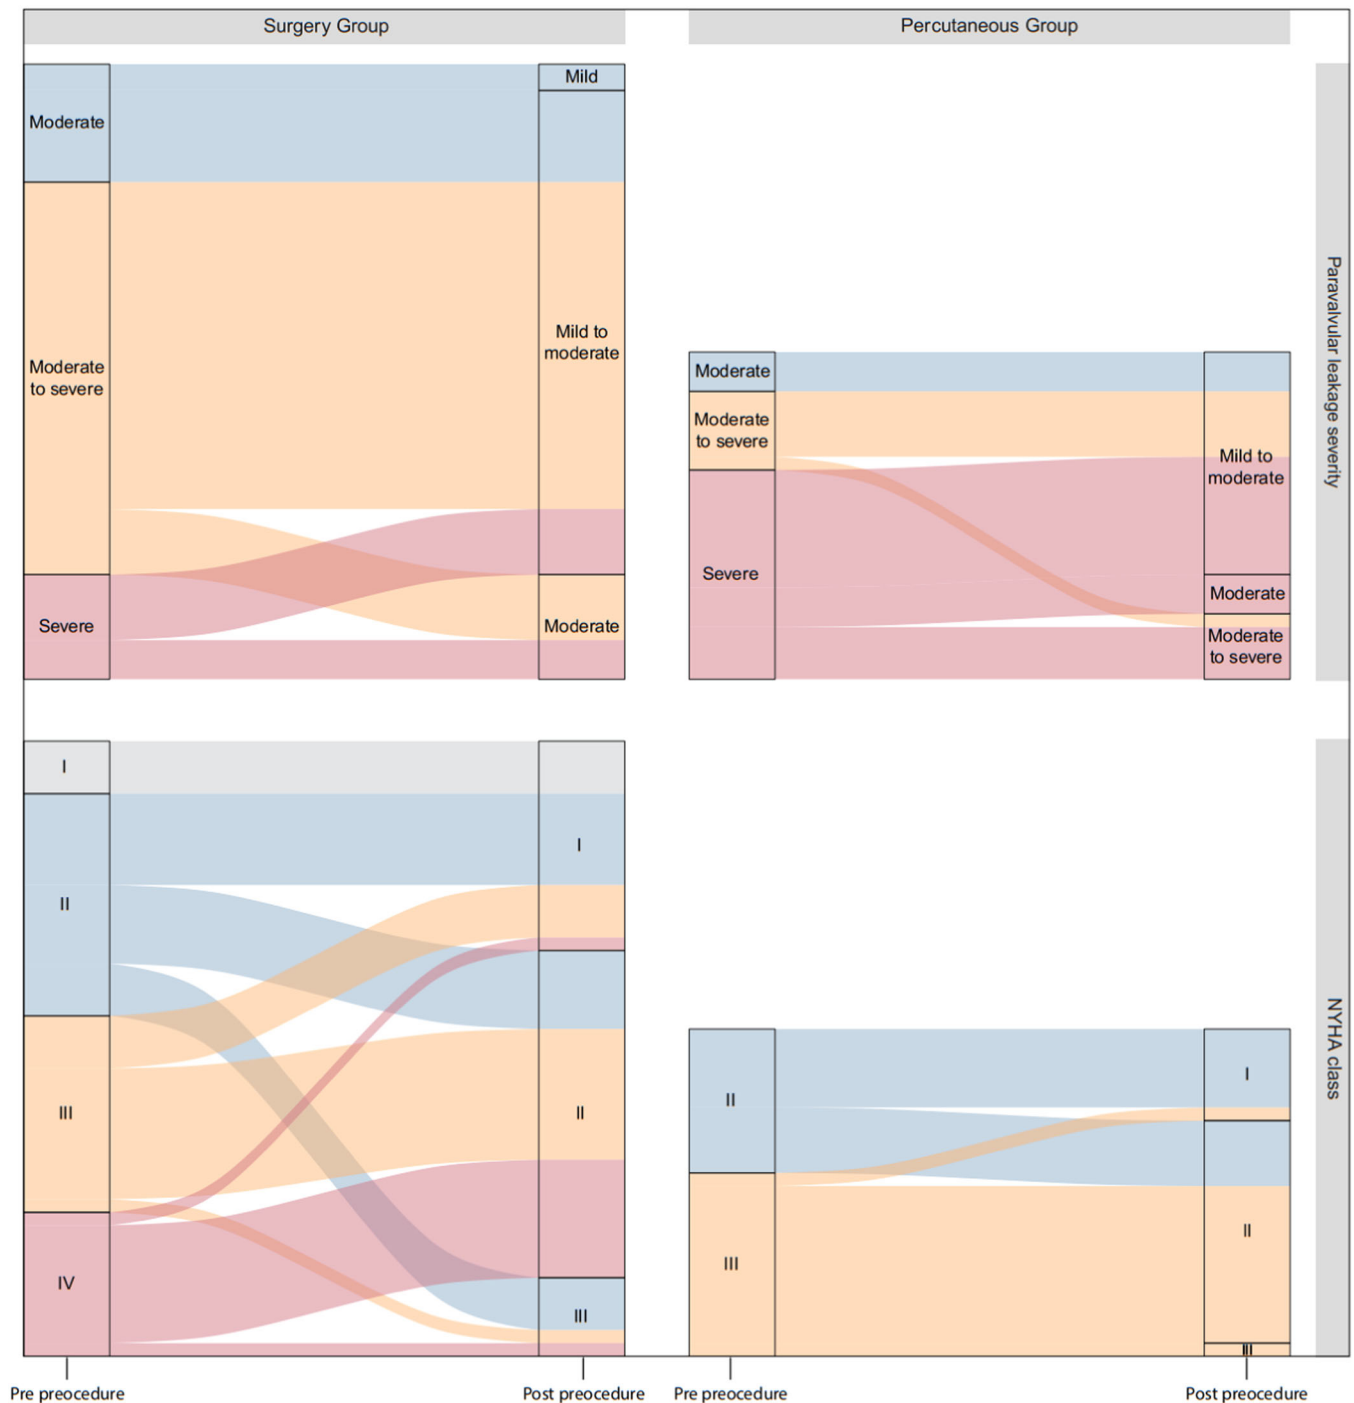 Surgery Group
Percutaneous Group
Moderate
Moderate
to severe
Severe
Mild
Mild to
moderate
Moderate
Moderate
Moderate
to severe
Severe
Mild to
moderate
Moderate
Moderate
to severe
Paravalvular leakage severity
I
II
III
IV
I
II
III
II
III
I
II
III
NYHA class
Pre preocedure
Post preocedure
Pre preocedure
Post preocedure